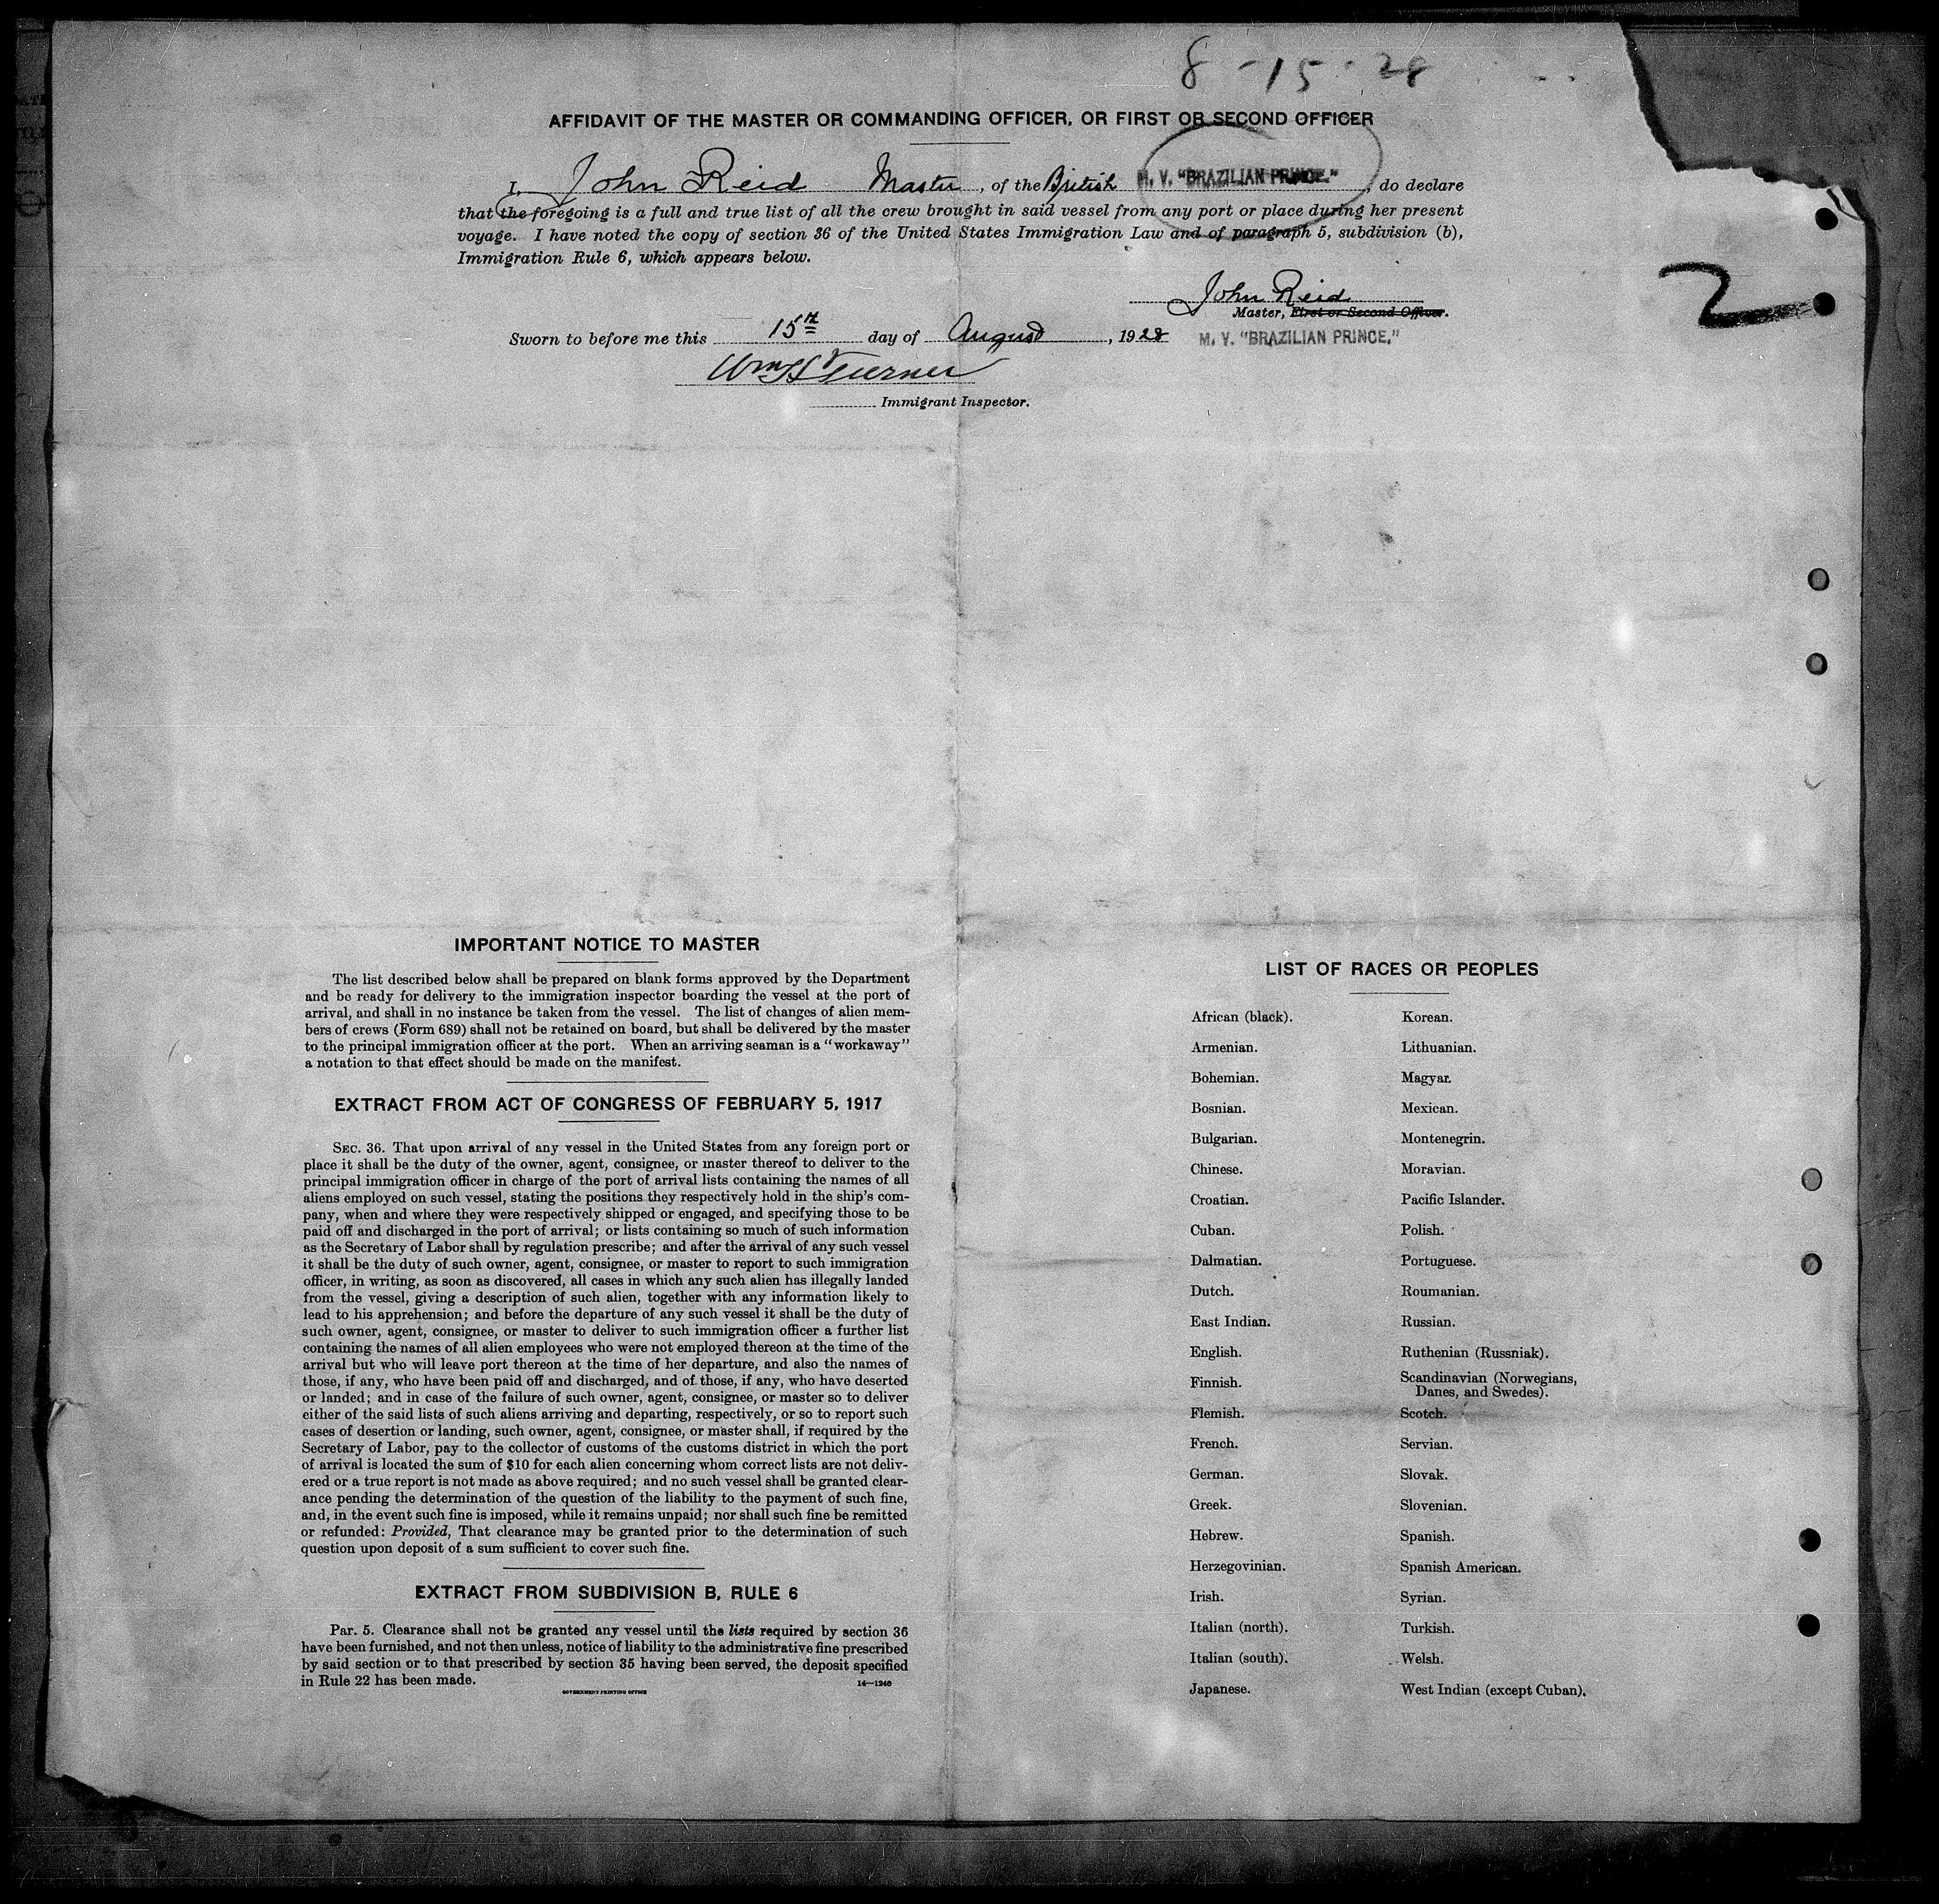 8-15-28
AFFIDAVIT OF THE MASTER OR COMMANDING OFFICER, OR FIRST OR SECOND OFFICER
I, John Reid Master, of the British M. V. "BRAZILIAN PRINCE.", do declare
that the foregoing is a full and true list of all the crew brought in said vessel from any port or place during her present
voyage. I have noted the copy of section 36 of the United States Immigration Law and of paragraph 5, subdivision (b),
Immigration Rule 6, which appears below.
John Reid
2
Master, First or Second Officer.
Sworn to before me this 15th day of August, 1928 M. V. "BRAZILIAN PRINCE."
Wm H Turner
Immigrant Inspector.
IMPORTANT NOTICE TO MASTER
The list described below shall be prepared on blank forms approved by the Department
and be ready for delivery to the immigration inspector boarding the vessel at the port of
arrival, and shall in no instance be taken from the vessel. The list of changes of alien mem-
bers of crews (Form 689) shall not be retained on board, but shall be delivered by the master
to the principal immigration officer at the port. When an arriving seaman is a "workaway"
a notation to that effect should be made on the manifest.
EXTRACT FROM ACT OF CONGRESS OF FEBRUARY 5, 1917
SEC. 36. That upon arrival of any vessel in the United States from any foreign port or
place it shall be the duty of the owner, agent, consignee, or master thereof to deliver to the
principal immigration officer in charge of the port of arrival lists containing the names of all
aliens employed on such vessel, stating the positions they respectively hold in the ship's com-
pany, when and where they were respectively shipped or engaged, and specifying those to be
paid off and discharged in the port of arrival; or lists containing so much of such information
as the Secretary of Labor shall by regulation prescribe; and after the arrival of any such vessel
it shall be the duty of such owner, agent, consignee, or master to report to such immigration
officer, in writing, as soon as discovered, all cases in which any such alien has illegally landed
from the vessel, giving a description of such alien, together with any information likely to
lead to his apprehension; and before the departure of any such vessel it shall be the duty of
such owner, agent, consignee, or master to deliver to such immigration officer a further list
containing the names of all alien employees who were not employed thereon at the time of the
arrival but who will leave port thereon at the time of her departure, and also the names of
those, if any, who have been paid off and discharged, and of those, if any, who have deserted
or landed; and in case of the failure of such owner, agent, consignee, or master so to deliver
either of the said lists of such aliens arriving and departing, respectively, or so to report such
cases of desertion or landing, such owner, agent, consignee, or master shall, if required by the
Secretary of Labor, pay to the collector of customs of the customs district in which the port
of arrival is located the sum of $10 for each alien concerning whom correct lists are not deliv-
ered or a true report is not made as above required; and no such vessel shall be granted clear-
ance pending the determination of the question of the liability to the payment of such fine,
and, in the event such fine is imposed, while it remains unpaid; nor shall such fine be remitted
or refunded: Provided, That clearance may be granted prior to the determination of such
question upon deposit of a sum sufficient to cover such fine.
EXTRACT FROM SUBDIVISION B, RULE 6
Par. 5. Clearance shall not be granted any vessel until the lists required by section 36
have been furnished, and not then unless, notice of liability to the administrative fine prescribed
by said section or to that prescribed by section 35 having been served, the deposit specified
in Rule 22 has been made.
GOVERNMENT PRINTING OFFICE 14—1240
LIST OF RACES OR PEOPLES
African (black). Korean.
Armenian. Lithuanian.
Bohemian. Magyar.
Bosnian. Mexican.
Bulgarian. Montenegrin.
Chinese. Moravian.
Croatian. Pacific Islander.
Cuban. Polish.
Dalmatian. Portuguese.
Dutch. Roumanian.
East Indian. Russian.
English. Ruthenian (Russniak).
Finnish. Scandinavian (Norwegians,
Danes, and Swedes).
Flemish. Scotch.
French. Servian.
German. Slovak.
Greek. Slovenian.
Hebrew. Spanish.
Herzegovinian. Spanish American.
Irish. Syrian.
Italian (north). Turkish.
Italian (south). Welsh.
Japanese. West Indian (except Cuban).